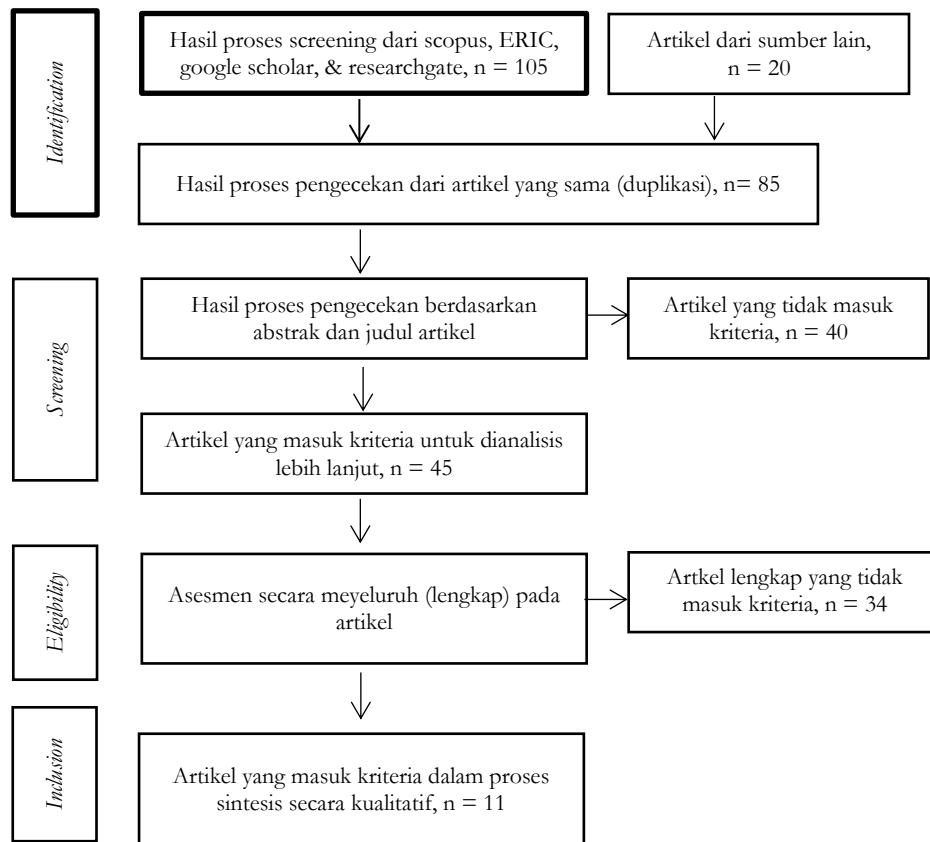 Identification
Hasil proses screening dari scopus, ERIC,
google scholar, & researchgate, n = 105
Artikel dari sumber lain,
n = 20
Hasil proses pengecekan dari artikel yang sama (duplikasi), n= 85
Screening
Hasil proses pengecekan berdasarkan
abstrak dan judul artikel
Artikel yang tidak masuk
kriteria, n = 40
Artikel yang masuk kriteria untuk dianalisis
lebih lanjut, n = 45
Eligibility
Asesmen secara meyeluruh (lengkap) pada
artikel
Artkel lengkap yang tidak
masuk kriteria, n = 34
Inclusion
Artikel yang masuk kriteria dalam proses
sintesis secara kualitatif, n = 11